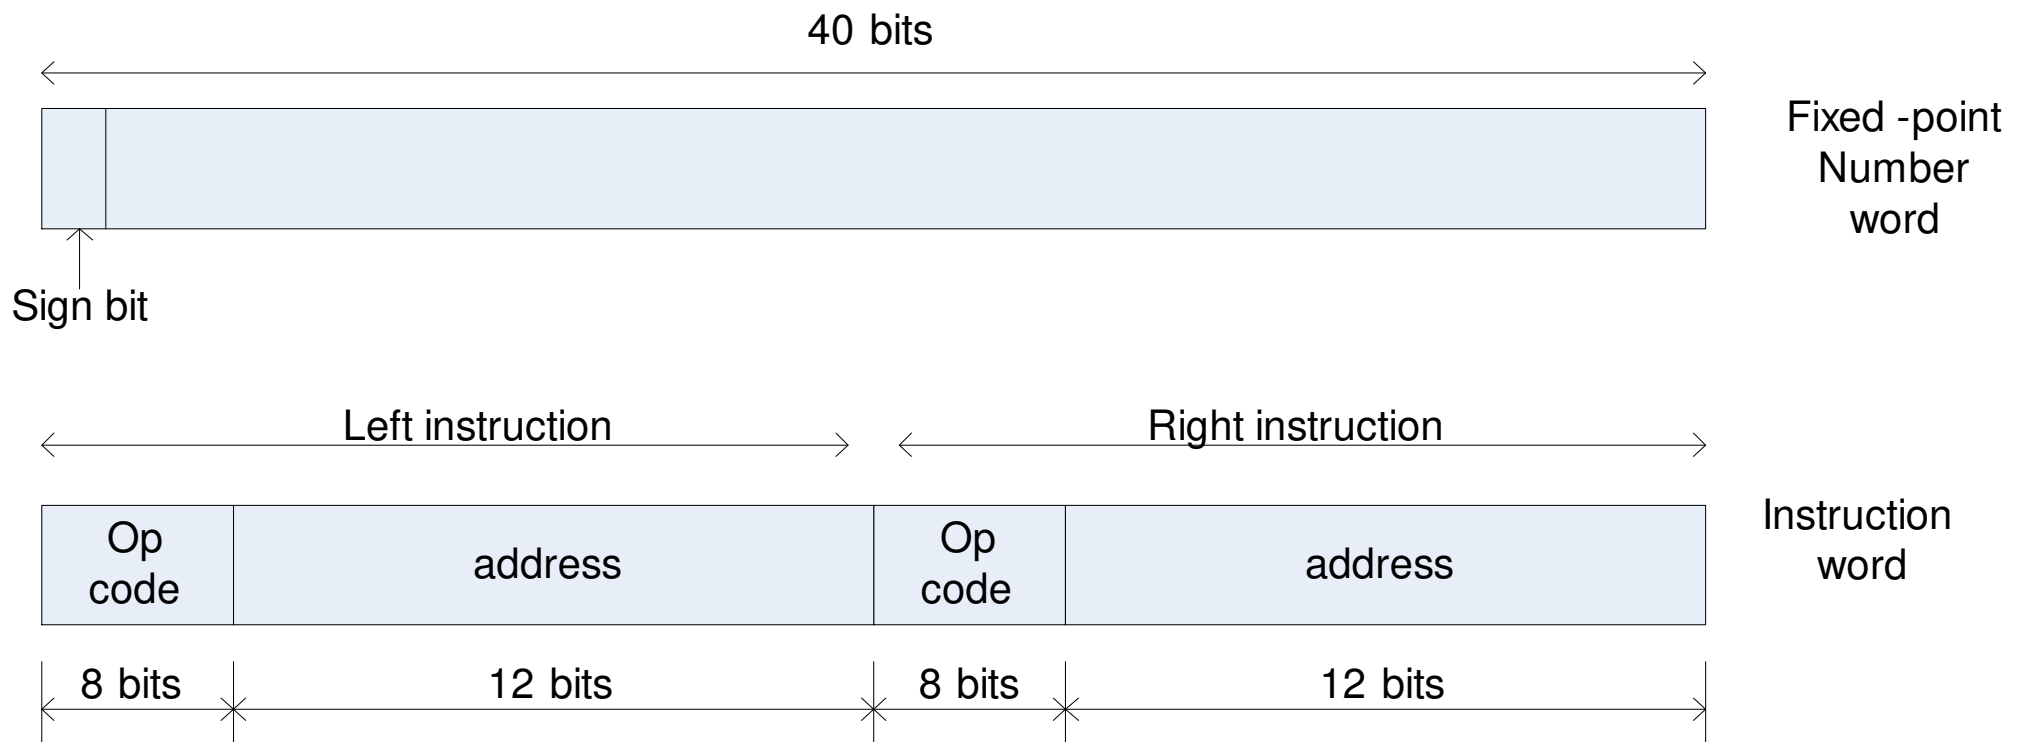 40 bits
Fixed -point
Number
word
Sign bit
Left instruction
Right instruction
Op
code
address
Op
code
address
Instruction
word
8 bits
12 bits
8 bits
12 bits